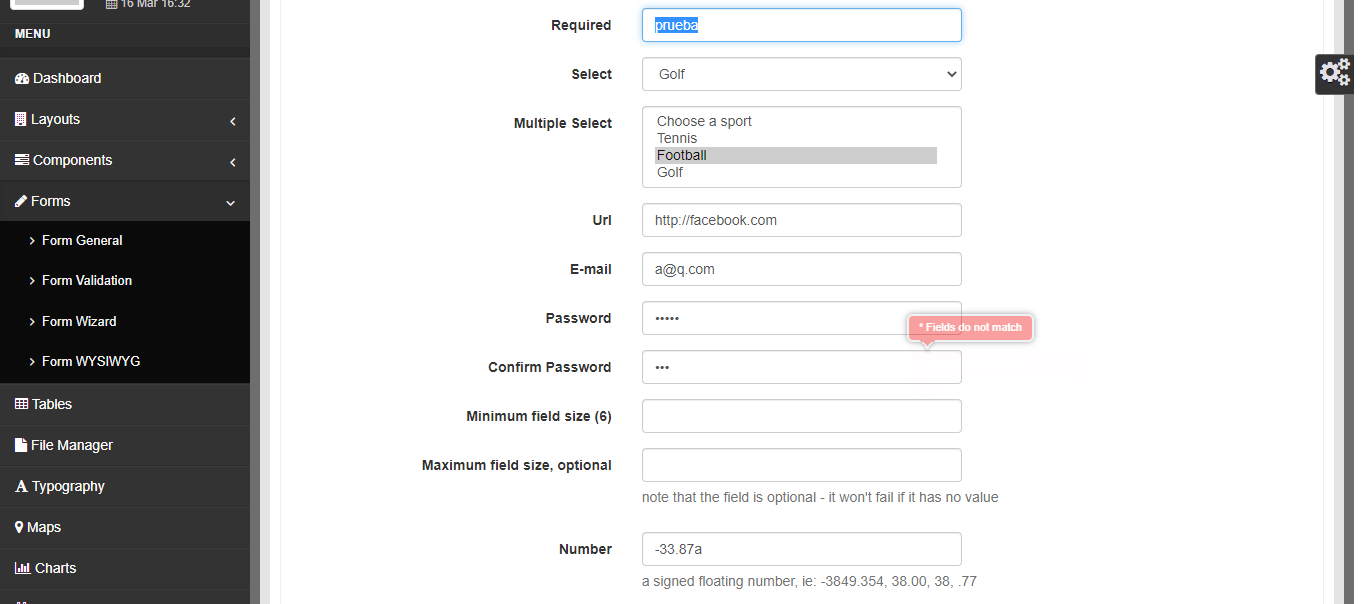 16 Mar 16:32
MENU
Dashboard
Layouts
Components
Forms
Form General
Form Validation
Form Wizard
Form WYSIWYG
Tables
File Manager
Typography
Maps
Charts
Required
prueba
Select
Golf
Multiple Select
Choose a sport
Tennis
Football
Golf
Url
http://facebook.com
E-mail
a@q.com
Password
•••••
* Fields do not match
Confirm Password
•••
Minimum field size (6)
Maximum field size, optional
note that the field is optional - it won't fail if it has no value
Number
-33.87a
a signed floating number, ie: -3849.354, 38.00, 38, .77